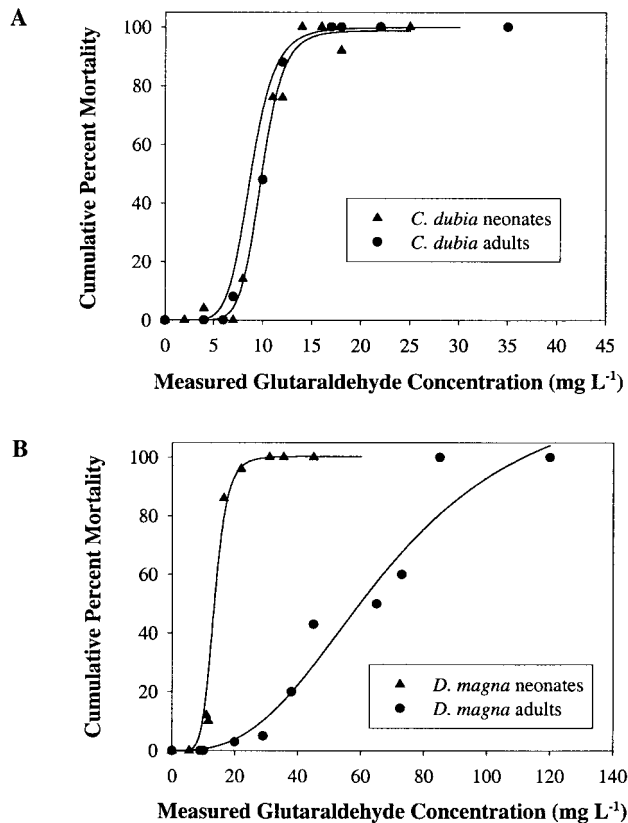 A
Cumulative Percent Mortality
100
80
60
40
20
0
C. dubia neonates
C. dubia adults
0 5 10 15 20 25 30 35 40 45
Measured Glutaraldehyde Concentration (mg L⁻¹)
B
Cumulative Percent Mortality
100
80
60
40
20
0
D. magna neonates
D. magna adults
0 20 40 60 80 100 120 140
Measured Glutaraldehyde Concentration (mg L⁻¹)